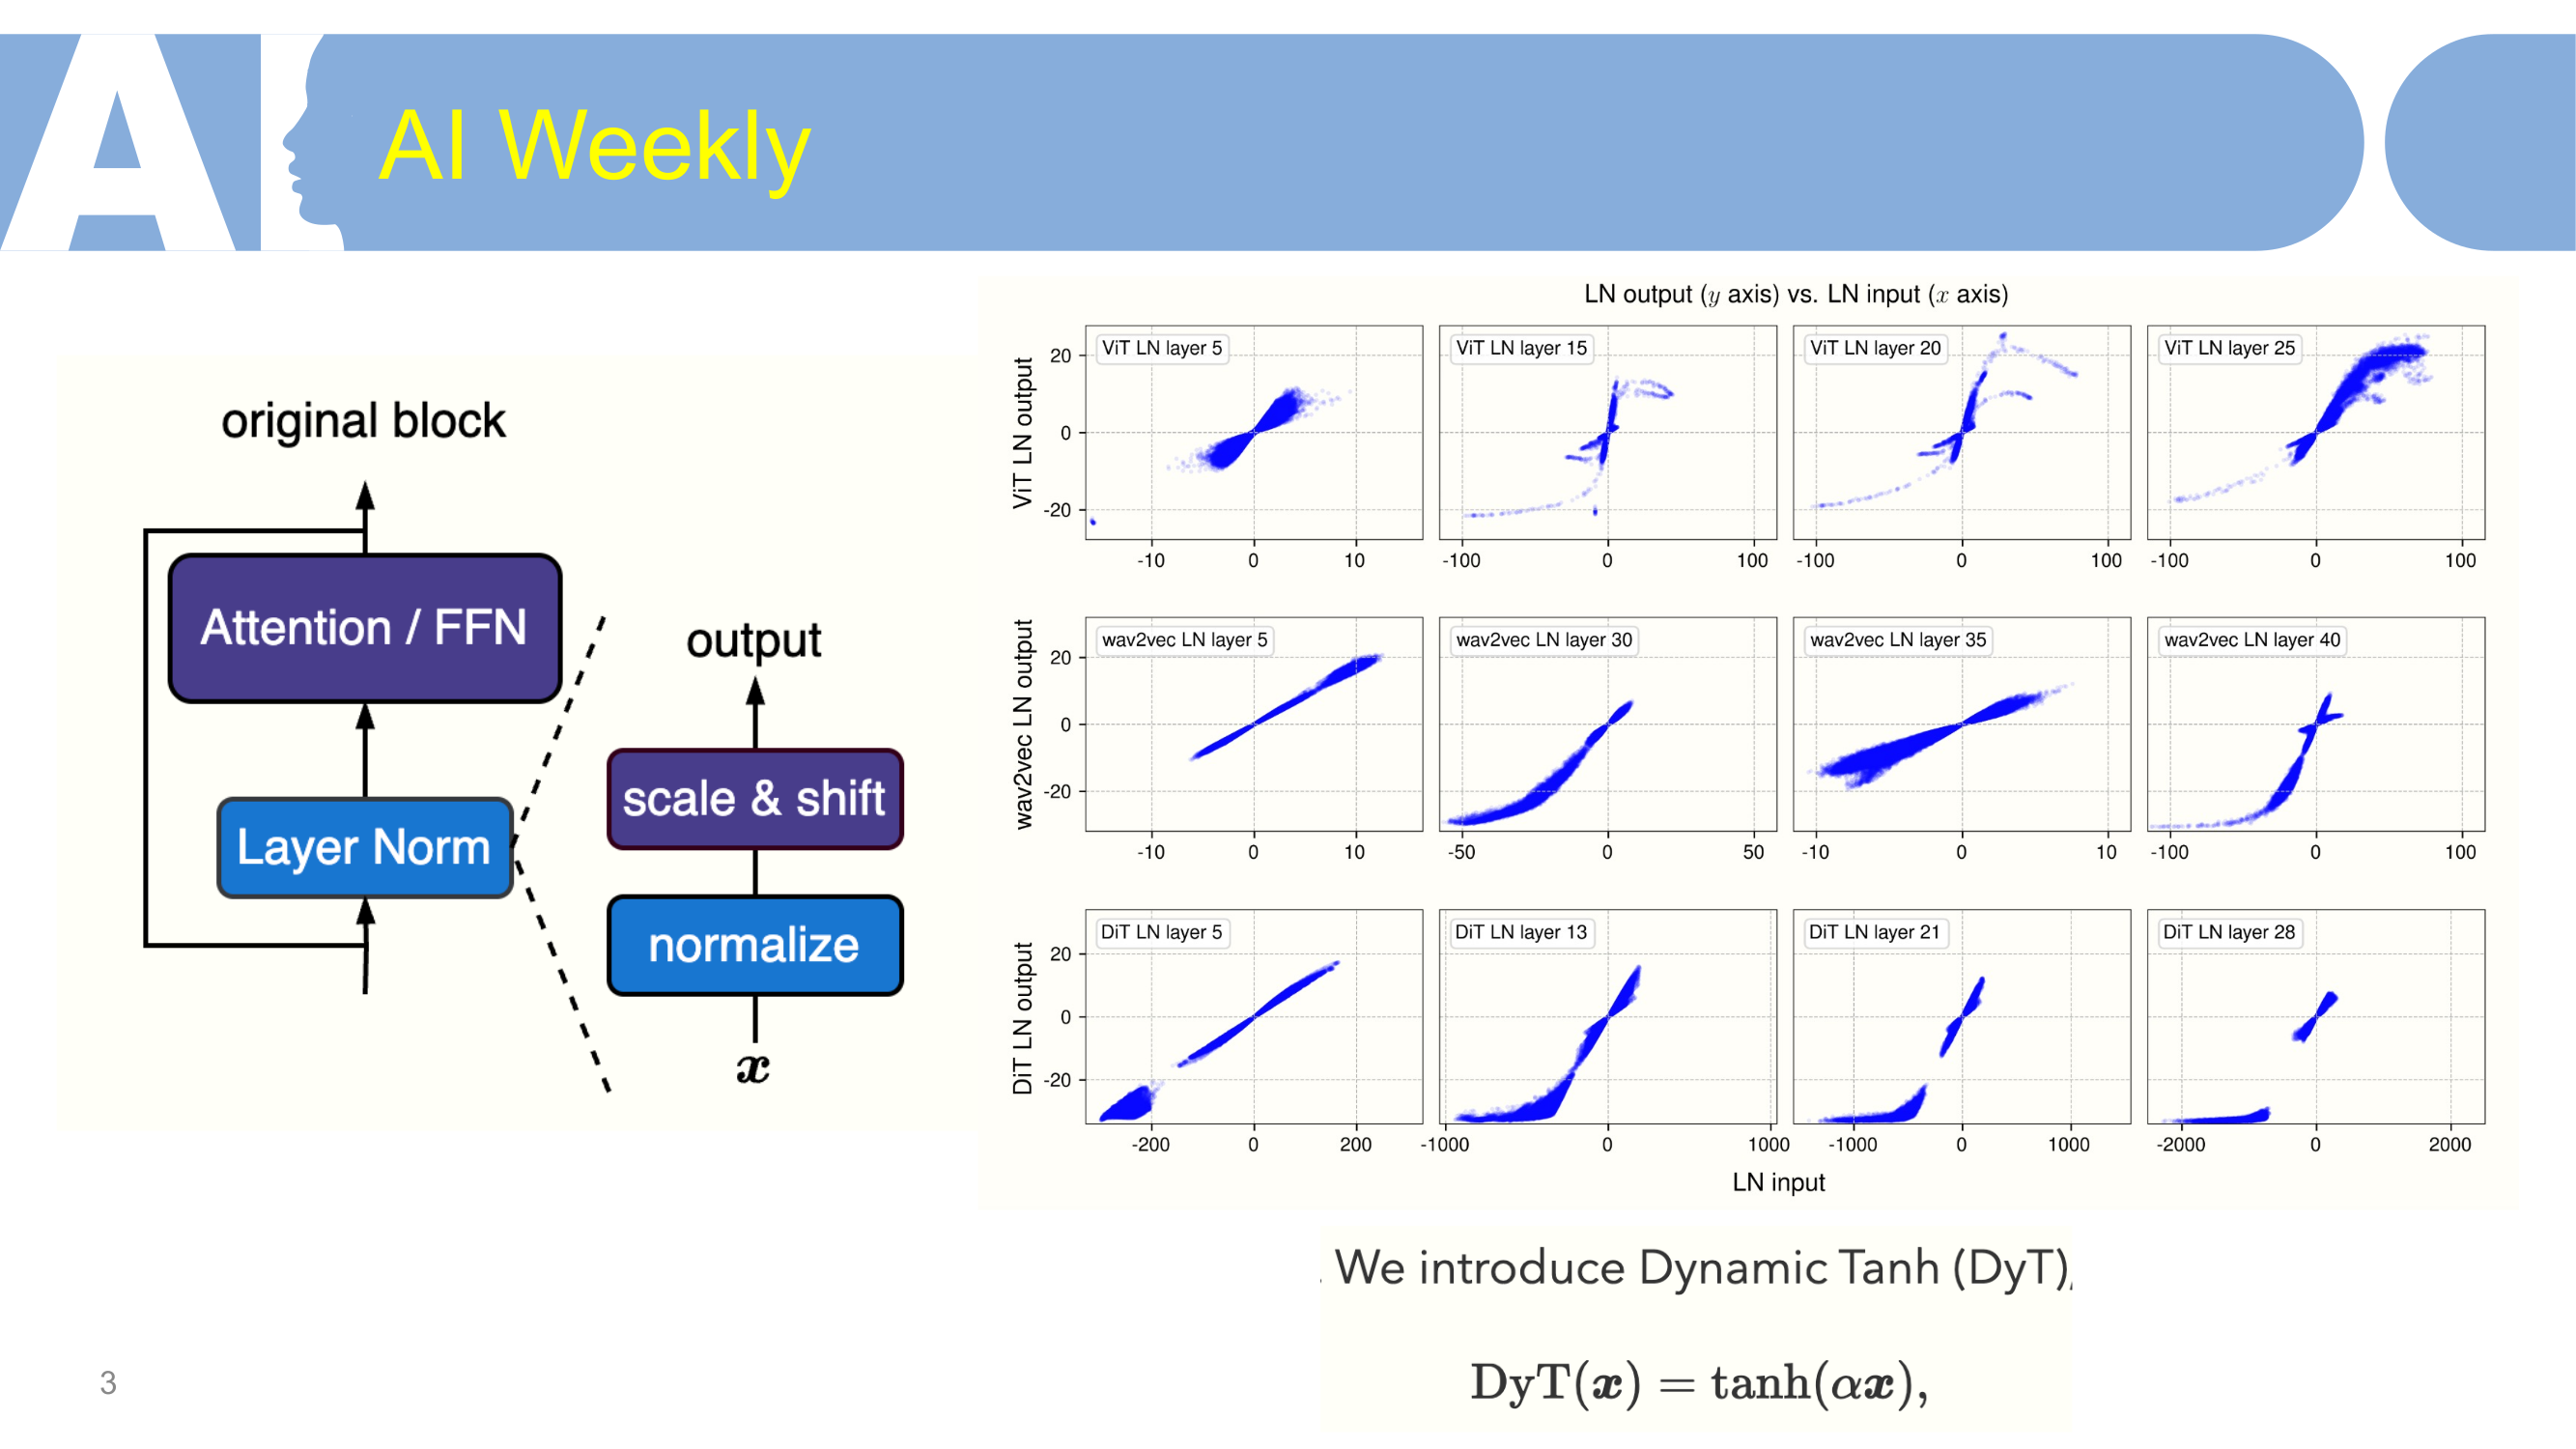 AI Weekly
original block
Attention / FFN
Layer Norm
output
scale & shift
normalize
x
LN output (y axis) vs. LN input (x axis)
ViT LN output
20
0
-20
ViT LN layer 5
-10 0 10
ViT LN layer 15
-100 0 100
ViT LN layer 20
-100 0 100
ViT LN layer 25
-100 0 100
wav2vec LN output
20
0
-20
wav2vec LN layer 5
-10 0 10
wav2vec LN layer 30
-50 0 50
wav2vec LN layer 35
-10 0 10
wav2vec LN layer 40
-100 0 100
DiT LN output
20
0
-20
DiT LN layer 5
-200 0 200
DiT LN layer 13
-1000 0 1000
DiT LN layer 21
-1000 0 1000
DiT LN layer 28
-2000 0 2000
LN input
. We introduce Dynamic Tanh (DyT),
DyT(x) = tanh(αx),
3